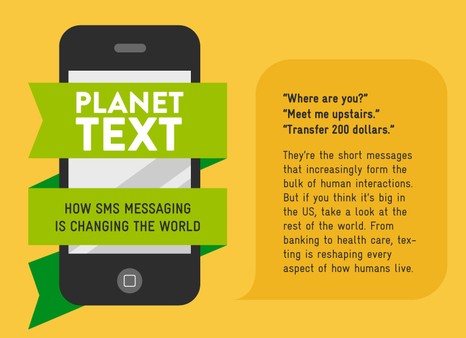 PLANET
TEXT
HOW SMS MESSAGING
IS CHANGING THE WORLD
“Where are you?”
“Meet me upstairs.”
“Transfer 200 dollars.”
They’re the short messages
that increasingly form the
bulk of human interactions.
But if you think it’s big in
the US, take a look at the
rest of the world. From
banking to health care, tex-
ting is reshaping every
aspect of how humans live.